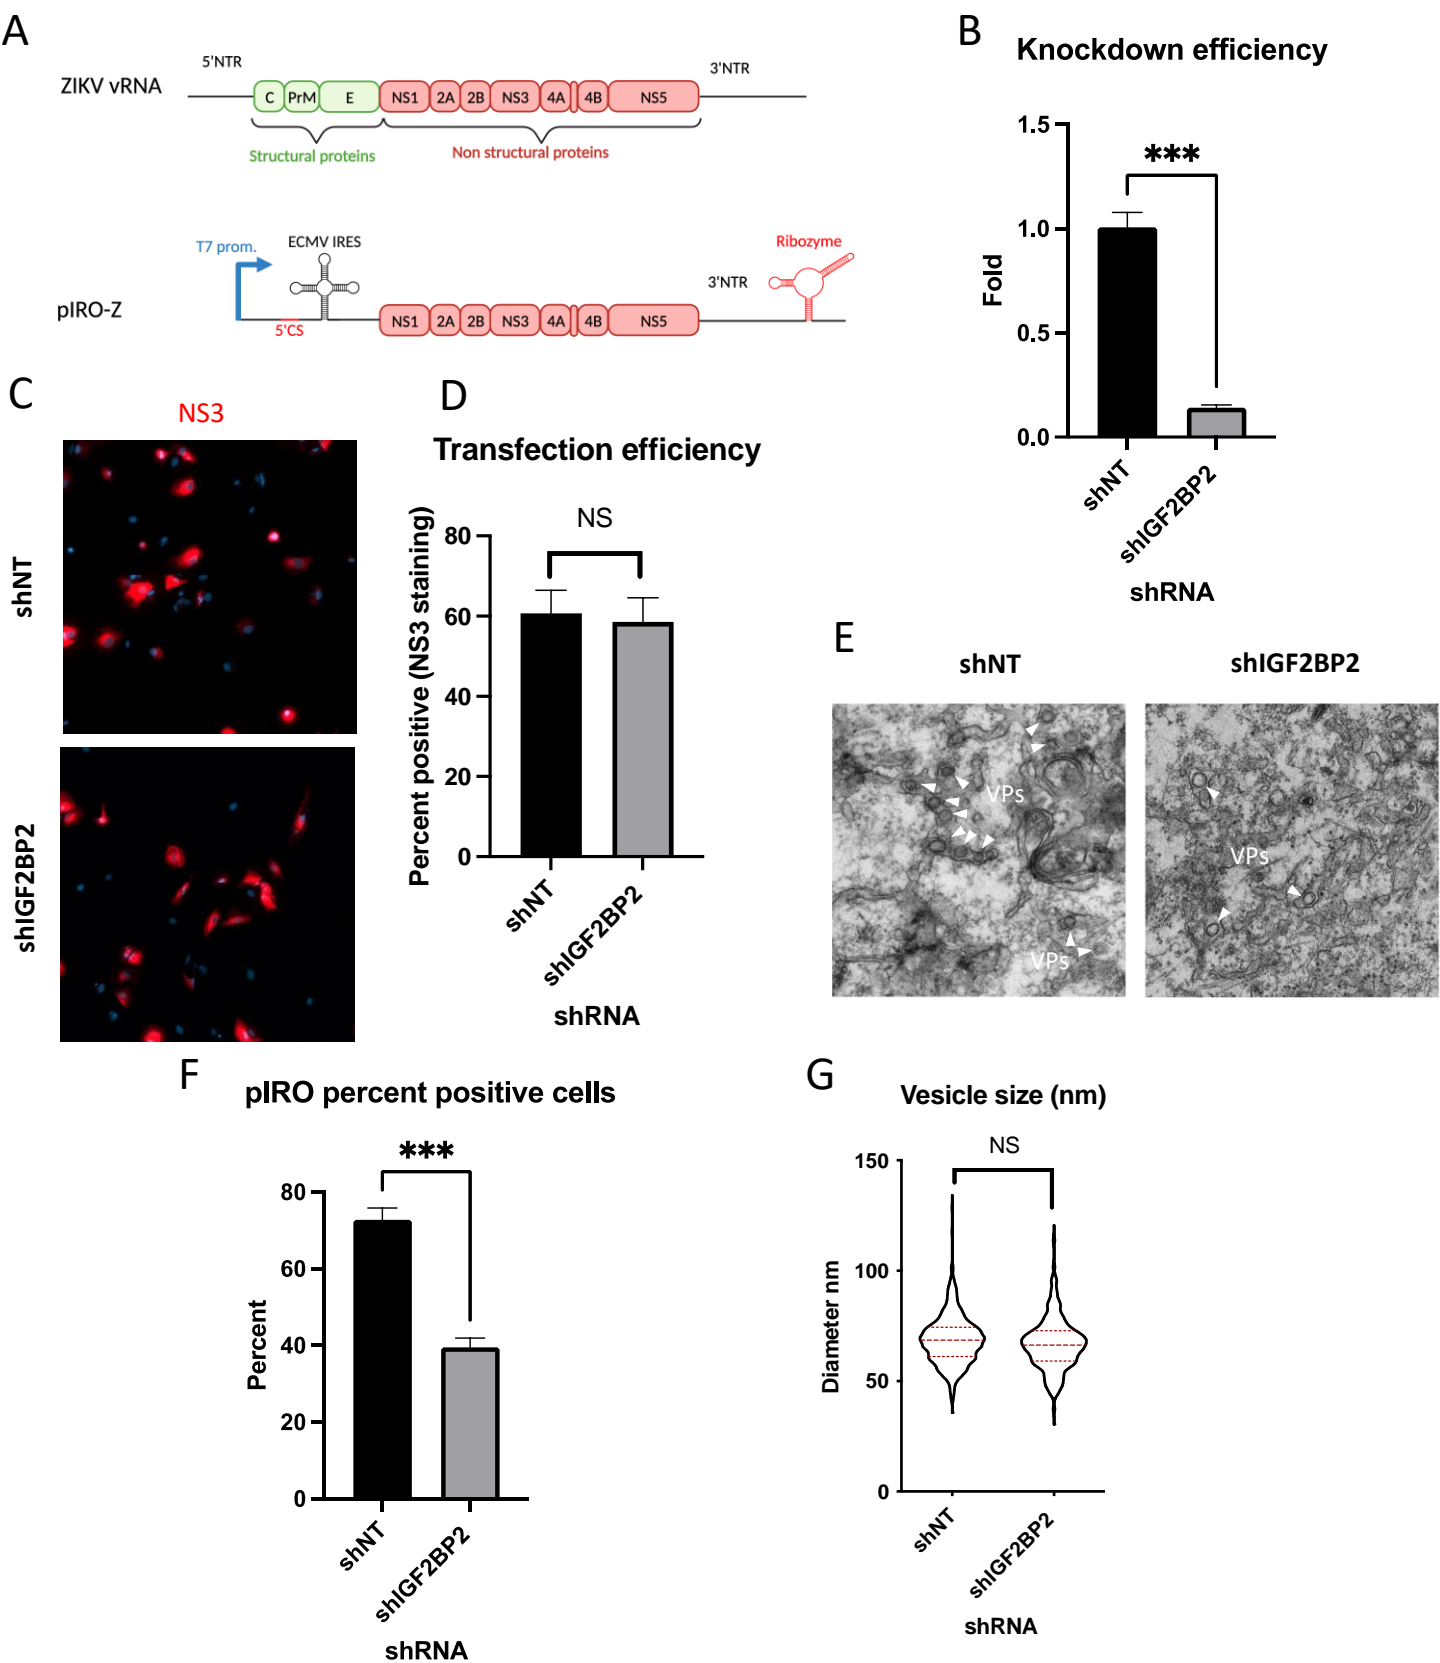 A
5'NTR
3'NTR
ZIKV vRNA
C PrM E NS1 2A 2B NS3 4A 4B NS5
Structural proteins
Non structural proteins
T7 prom.
ECMV IRES
Ribozyme
3'NTR
pIRO-Z
5'CS
NS1 2A 2B NS3 4A 4B NS5
B
Knockdown efficiency
1.5
1.0
0.5
0.0
Fold
***
shNT
shIGF2BP2
shRNA
C
NS3
shNT
shIGF2BP2
D
Transfection efficiency
Percent positive (NS3 staining)
80
60
40
20
0
NS
shNT
shIGF2BP2
shRNA
E
shNT
shIGF2BP2
VPs
VPs
VPs
F
pIRO percent positive cells
***
80
60
40
20
0
Percent
shNT
shIGF2BP2
shRNA
G
Vesicle size (nm)
NS
150
100
50
0
Diameter nm
shNT
shIGF2BP2
shRNA